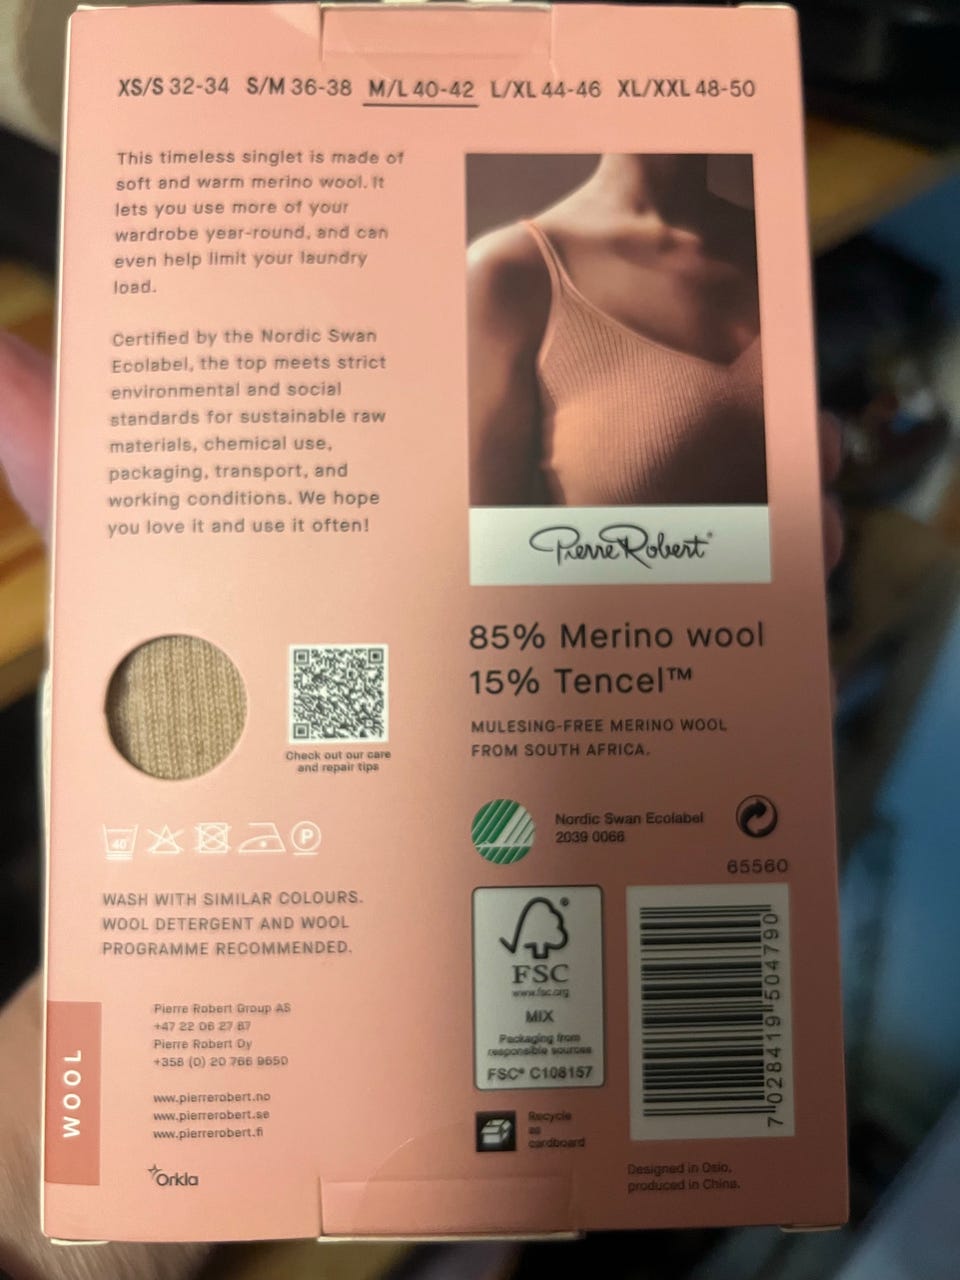 XS/S 32-34 S/M 36-38 M/L 40-42 L/XL 44-46 XL/XXL 48-50
This timeless singlet is made of
soft and warm merino wool. It
lets you use more of your
wardrobe year-round, and can
even help limit your laundry
load.
Certified by the Nordic Swan
Ecolabel, the top meets strict
environmental and social
standards for sustainable raw
materials, chemical use,
packaging, transport, and
working conditions. We hope
you love it and use it often!
Pierre Robert®
85% Merino wool
15% Tencel™
MULESING-FREE MERINO WOOL
FROM SOUTH AFRICA.
Check out our care
and repair tips
40
P
Nordic Swan Ecolabel
2039 0066
65560
WASH WITH SIMILAR COLOURS.
WOOL DETERGENT AND WOOL
PROGRAMME RECOMMENDED.
FSC
www.fsc.org
MIX
Packaging from
responsible sources
FSC® C108157
7 028419 504790
WOOL
Pierre Robert Group AS
+47 22 06 27 87
Pierre Robert Oy
+358 (0) 20 766 9650
www.pierrerobert.no
www.pierrerobert.se
www.pierrerobert.fi
Orkla
Recycle
as
cardboard
Designed in Oslo,
produced in China.